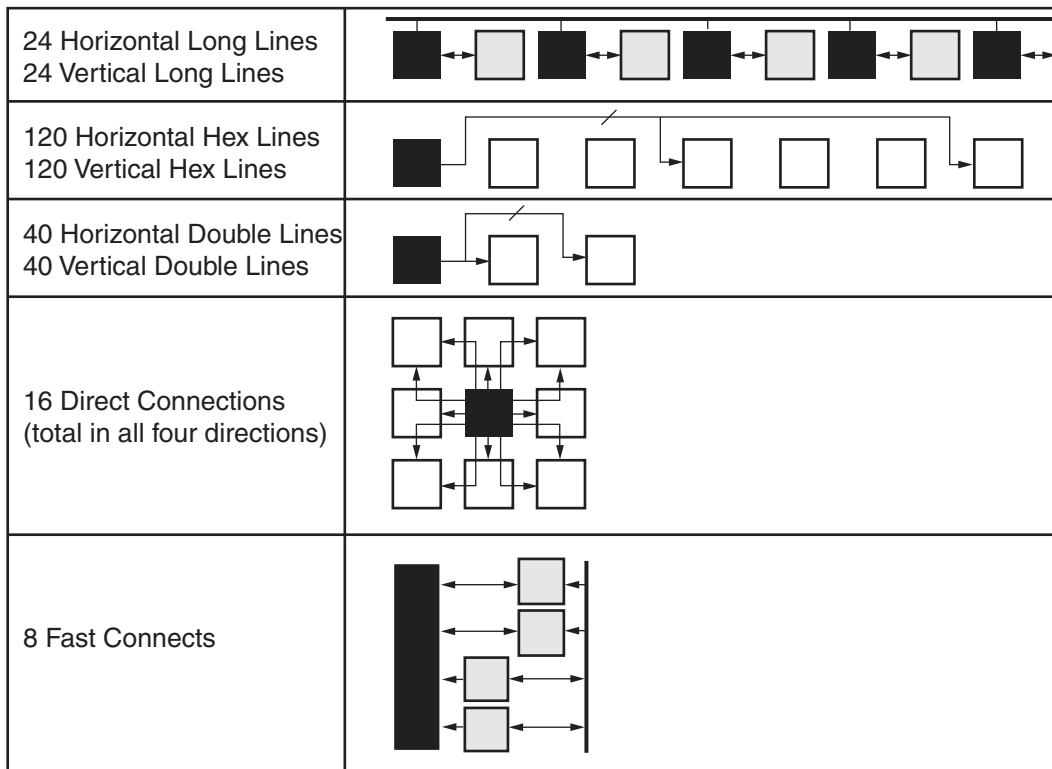 24 Horizontal Long Lines
24 Vertical Long Lines
120 Horizontal Hex Lines
120 Vertical Hex Lines
40 Horizontal Double Lines
40 Vertical Double Lines
16 Direct Connections
(total in all four directions)
8 Fast Connects